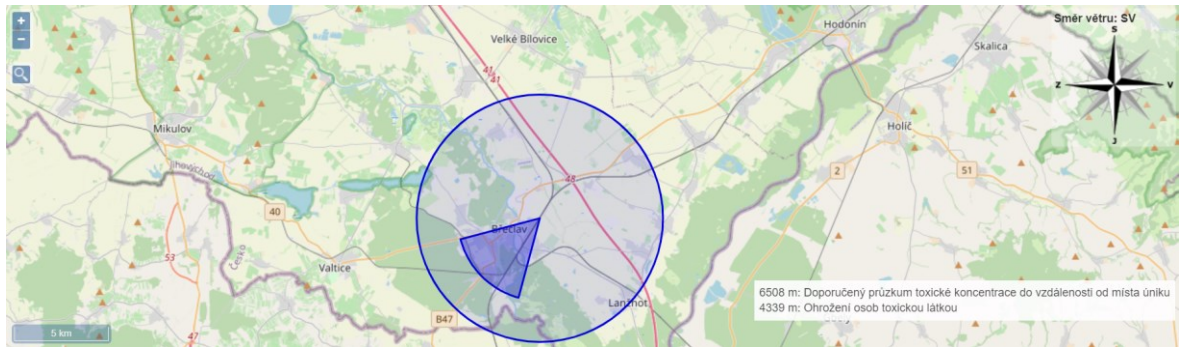 +
−
Směr větru: SV
S
Z
V
J
Hodonín
Skalica
Velké Bílovice
41
41
Mikulov
Holíč
Jihovýchod
48
2
51
40
Břeclav
Česko
53
Valtice
Lanžhot
6508 m: Doporučený průzkum toxické koncentrace do vzdálenosti od místa úniku
4339 m: Ohrožení osob toxickou látkou
B47
5 km
47